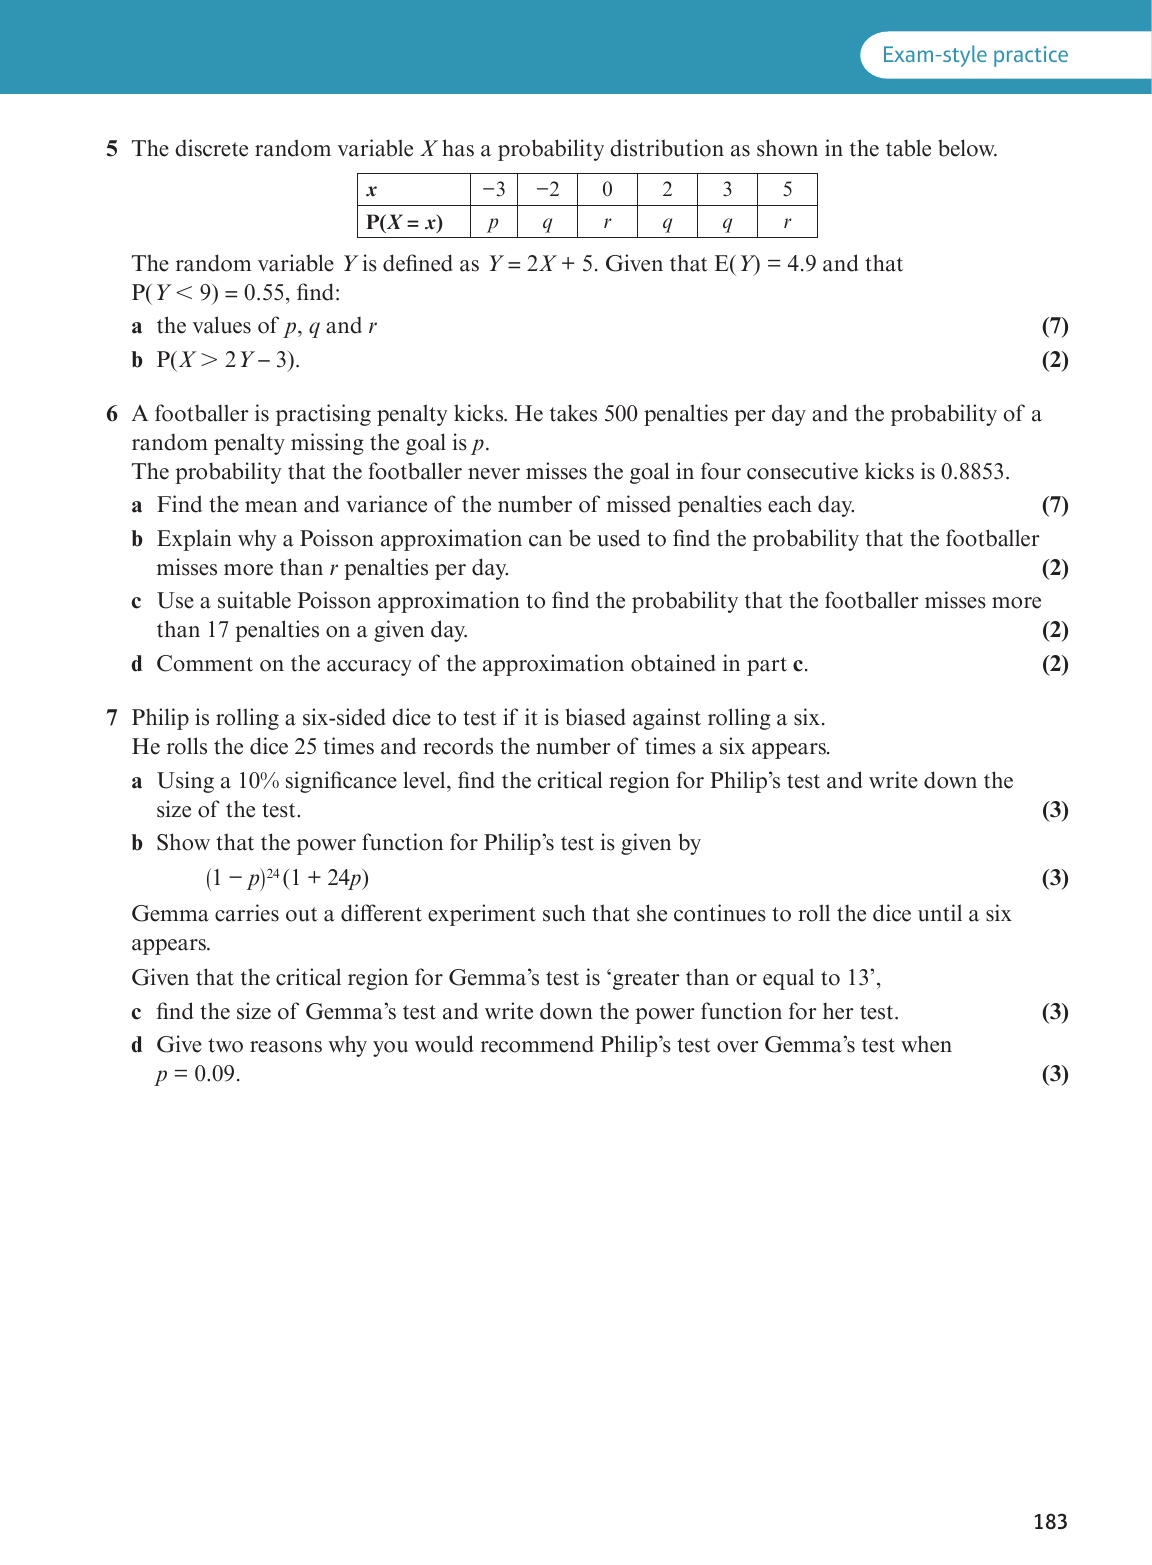 Exam-style practice
5 The discrete random variable X has a probability distribution as shown in the table below.
x −3 −2 0 2 3 5
P(X = x) p q r q q r
The random variable Y is defined as Y = 2X + 5. Given that E(Y) = 4.9 and that
P(Y < 9) = 0.55, find:
a the values of p, q and r (7)
b P(X > 2Y − 3). (2)
6 A footballer is practising penalty kicks. He takes 500 penalties per day and the probability of a
random penalty missing the goal is p.
The probability that the footballer never misses the goal in four consecutive kicks is 0.8853.
a Find the mean and variance of the number of missed penalties each day. (7)
b Explain why a Poisson approximation can be used to find the probability that the footballer
misses more than r penalties per day. (2)
c Use a suitable Poisson approximation to find the probability that the footballer misses more
than 17 penalties on a given day. (2)
d Comment on the accuracy of the approximation obtained in part c. (2)
7 Philip is rolling a six-sided dice to test if it is biased against rolling a six.
He rolls the dice 25 times and records the number of times a six appears.
a Using a 10% significance level, find the critical region for Philip's test and write down the
size of the test. (3)
b Show that the power function for Philip's test is given by
(1 − p)²⁴(1 + 24p) (3)
Gemma carries out a different experiment such that she continues to roll the dice until a six
appears.
Given that the critical region for Gemma's test is 'greater than or equal to 13',
c find the size of Gemma's test and write down the power function for her test. (3)
d Give two reasons why you would recommend Philip's test over Gemma's test when
p = 0.09. (3)
183